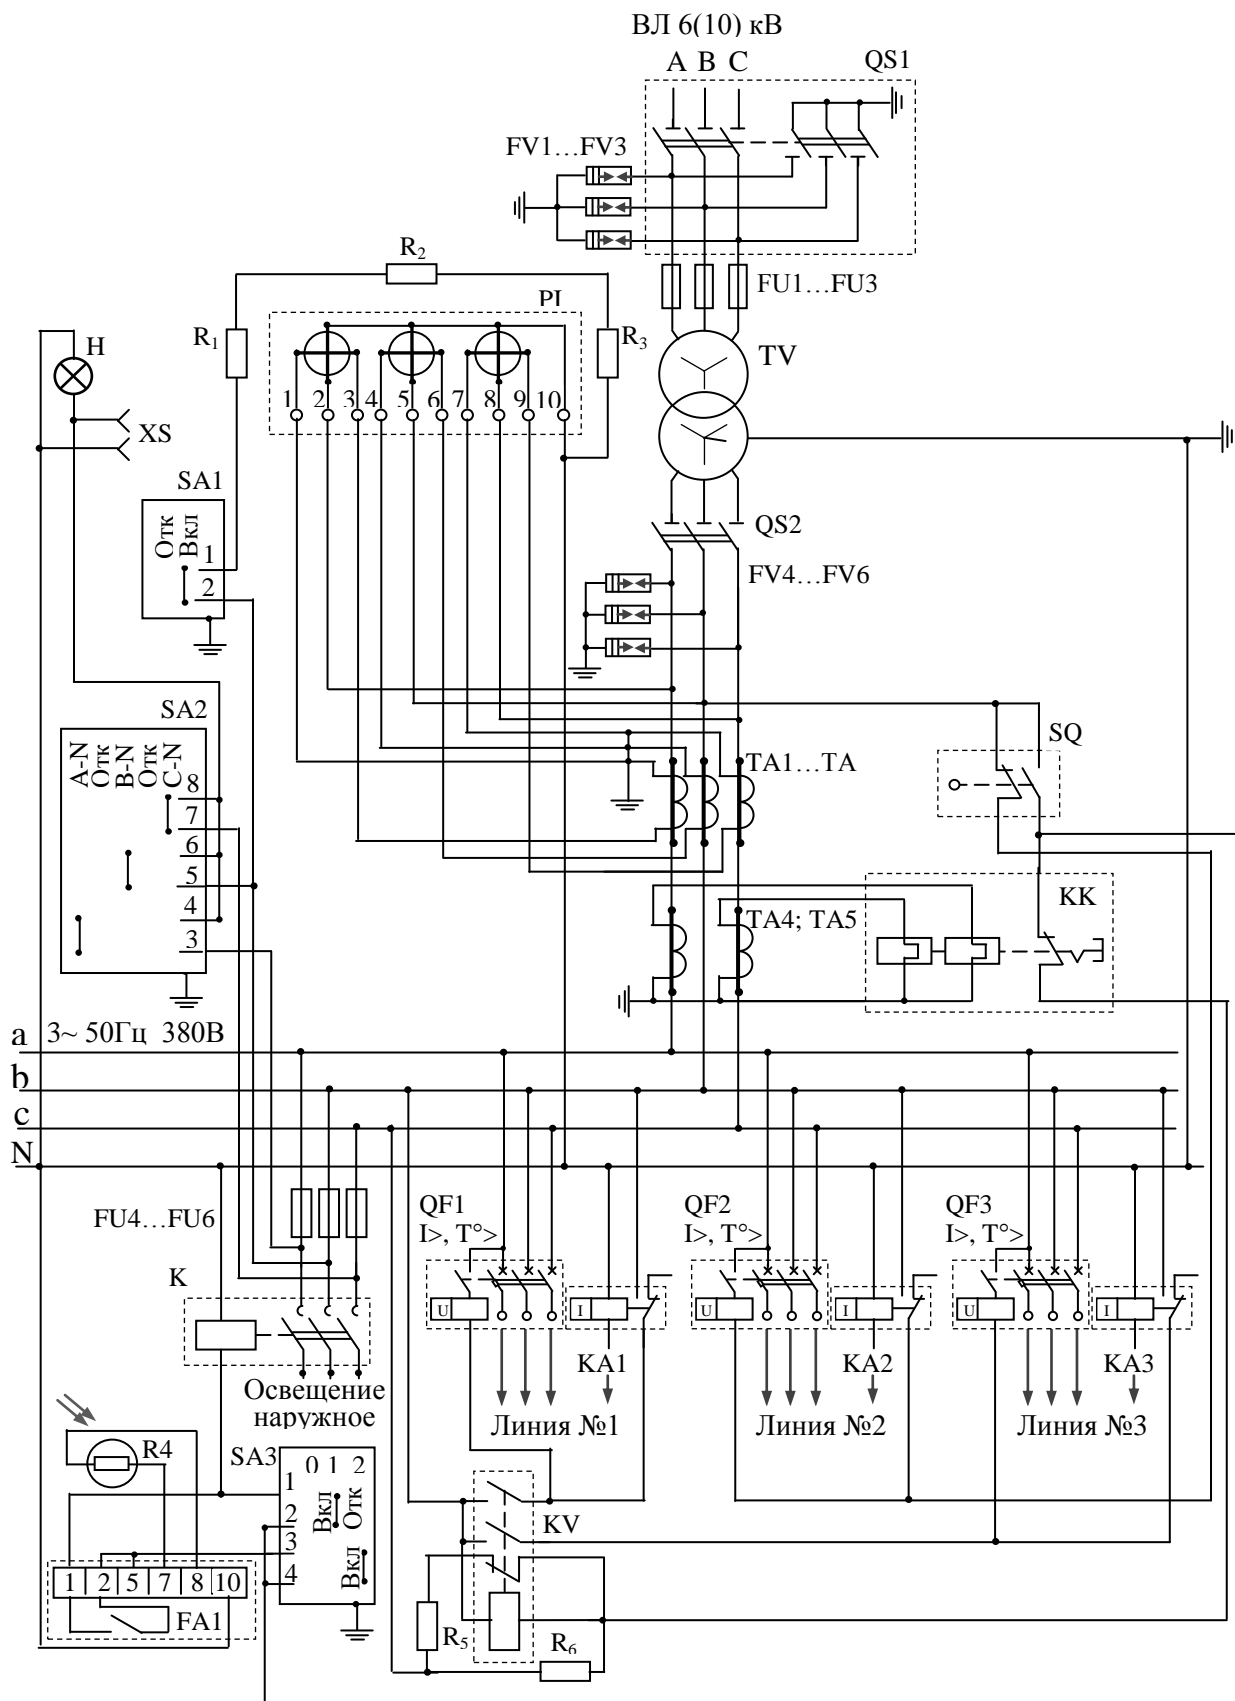 ВЛ 6(10) кВ
A B C
QS1
FV1…FV3
R2
FU1…FU3
PI
R1
R3
H
TV
1 2 3 4 5 6 7 8 9 10
XS
SA1
QS2
Отк
Вкл
1
2
FV4…FV6
SA2
SQ
A-N
Отк
B-N
Отк
C-N
8
7
6
5
4
3
TA1…TA
KK
TA4; TA5
a 3~ 50Гц 380В
b
c
N
QF1
I>, T°>
QF2
I>, T°>
QF3
I>, T°>
FU4…FU6
K
U I U I U I
KA1 KA2 KA3
Освещение
наружное
Линия №1 Линия №2 Линия №3
R4
SA3
0 1 2
1
2
3
4
Вкл
Отк
Вкл
KV
1 2 5 7 8 10
FA1
R5
R6